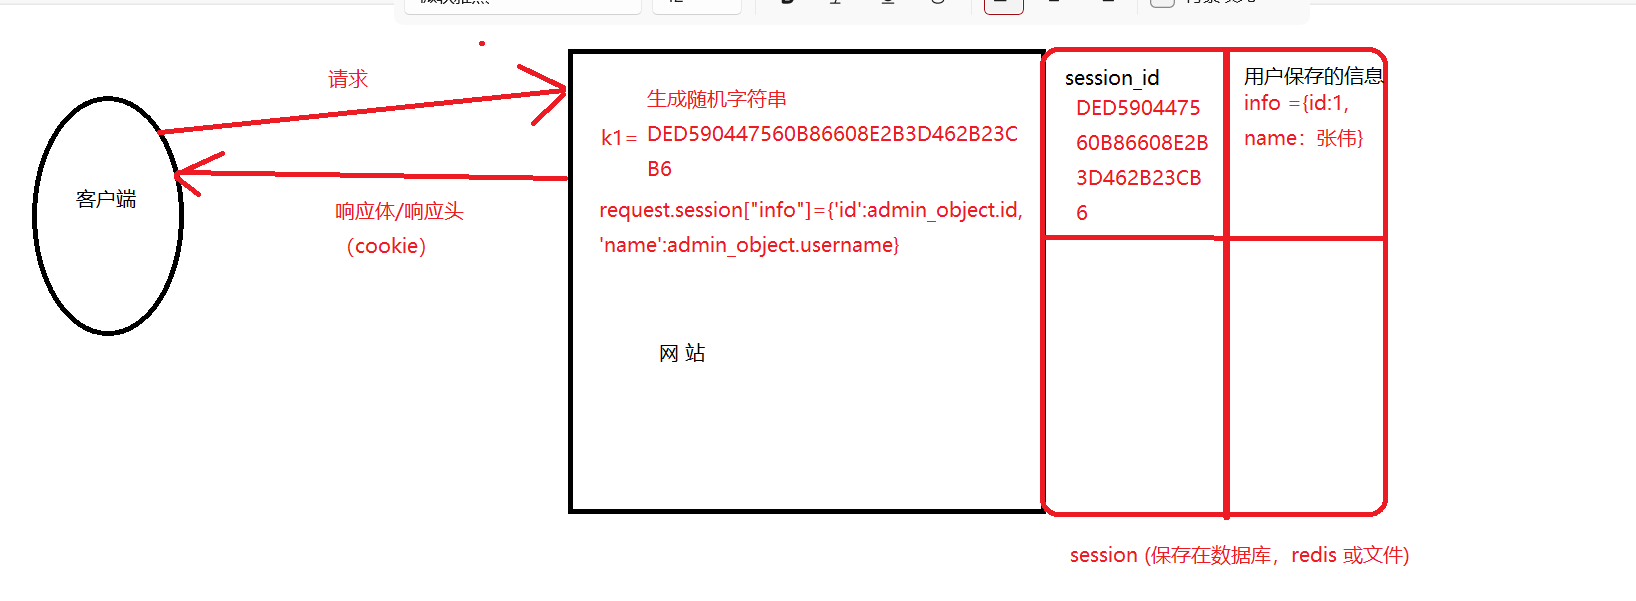 请求
生成随机字符串
k1=
DED590447560B86608E2B3D462B23C
B6
request.session["info"]={'id':admin_object.id,
'name':admin_object.username}
客户端
响应体/响应头
（cookie）
网 站
session_id
DED5904475
60B86608E2B
3D462B23CB
6
用户保存的信息
info ={id:1,
name：张伟}
session (保存在数据库，redis 或文件)